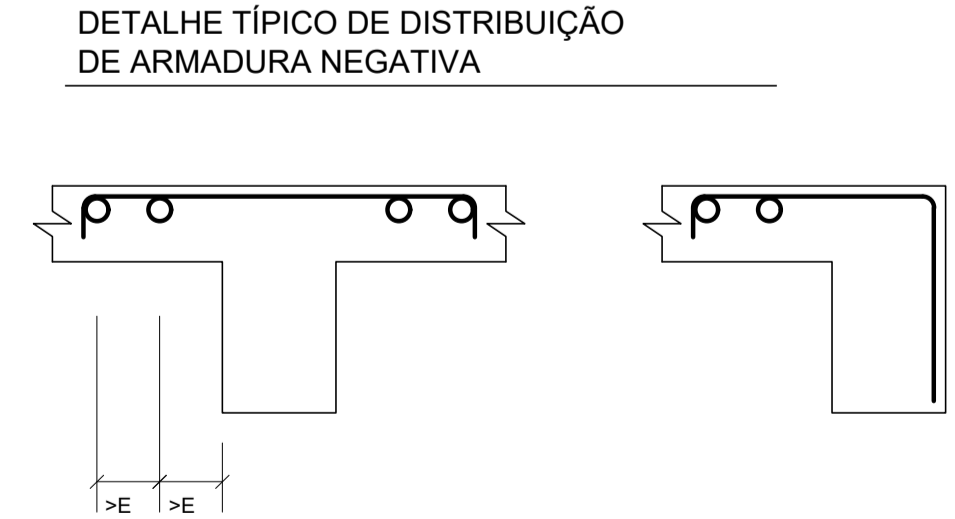 DETALHE TÍPICO DE DISTRIBUIÇÃO
DE ARMADURA NEGATIVA
>E >E